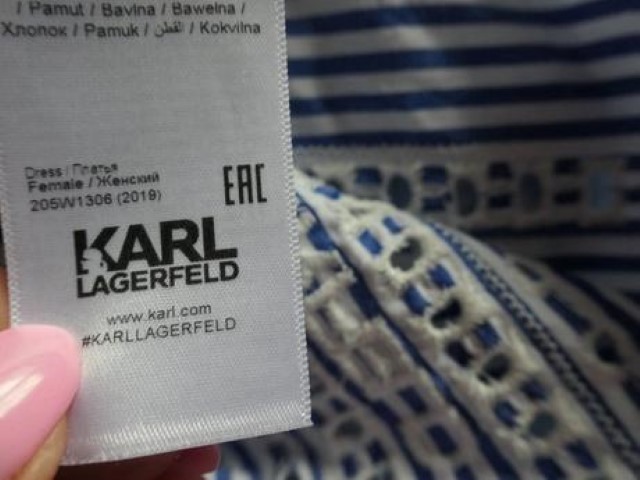 / Pamut / Bavlna / Bawełna /
Хлопок / Pamuk / القطن / Kokvilna
Dress / Платья
Female / Женский
205W1306 (2019)
EAC
KARL
LAGERFELD
www.karl.com
#KARLLAGERFELD